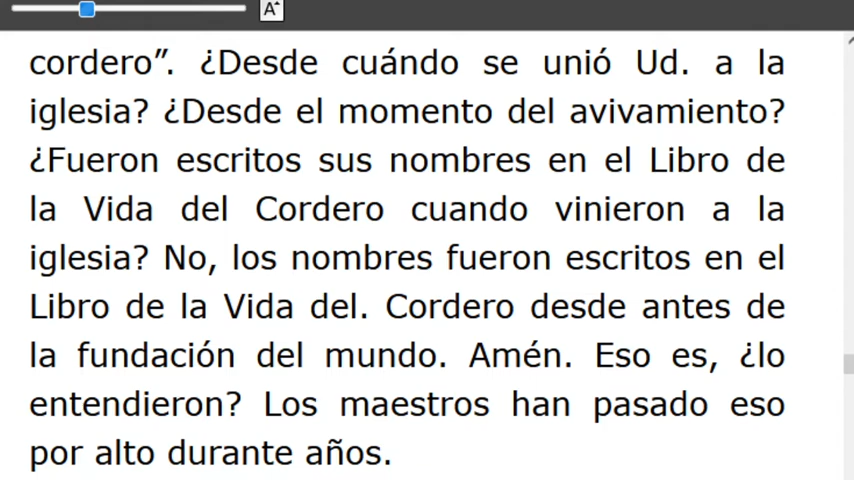 A
cordero”. ¿Desde cuándo se unió Ud. a la
iglesia? ¿Desde el momento del avivamiento?
¿Fueron escritos sus nombres en el Libro de
la Vida del Cordero cuando vinieron a la
iglesia? No, los nombres fueron escritos en el
Libro de la Vida del. Cordero desde antes de
la fundación del mundo. Amén. Eso es, ¿lo
entendieron? Los maestros han pasado eso
por alto durante años.